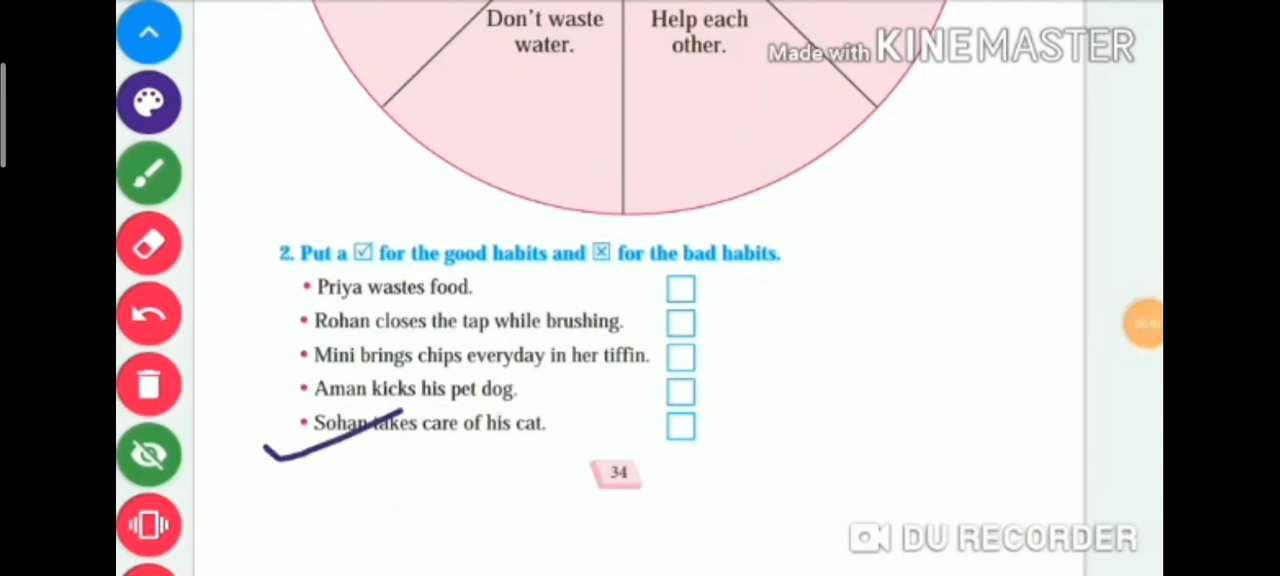 Don't waste water.
Help each other.
Made with KINEMASTER
2. Put a ☑ for the good habits and ☒ for the bad habits.
• Priya wastes food.
• Rohan closes the tap while brushing.
• Mini brings chips everyday in her tiffin.
• Aman kicks his pet dog.
• Sohan takes care of his cat.
34
DU RECORDER